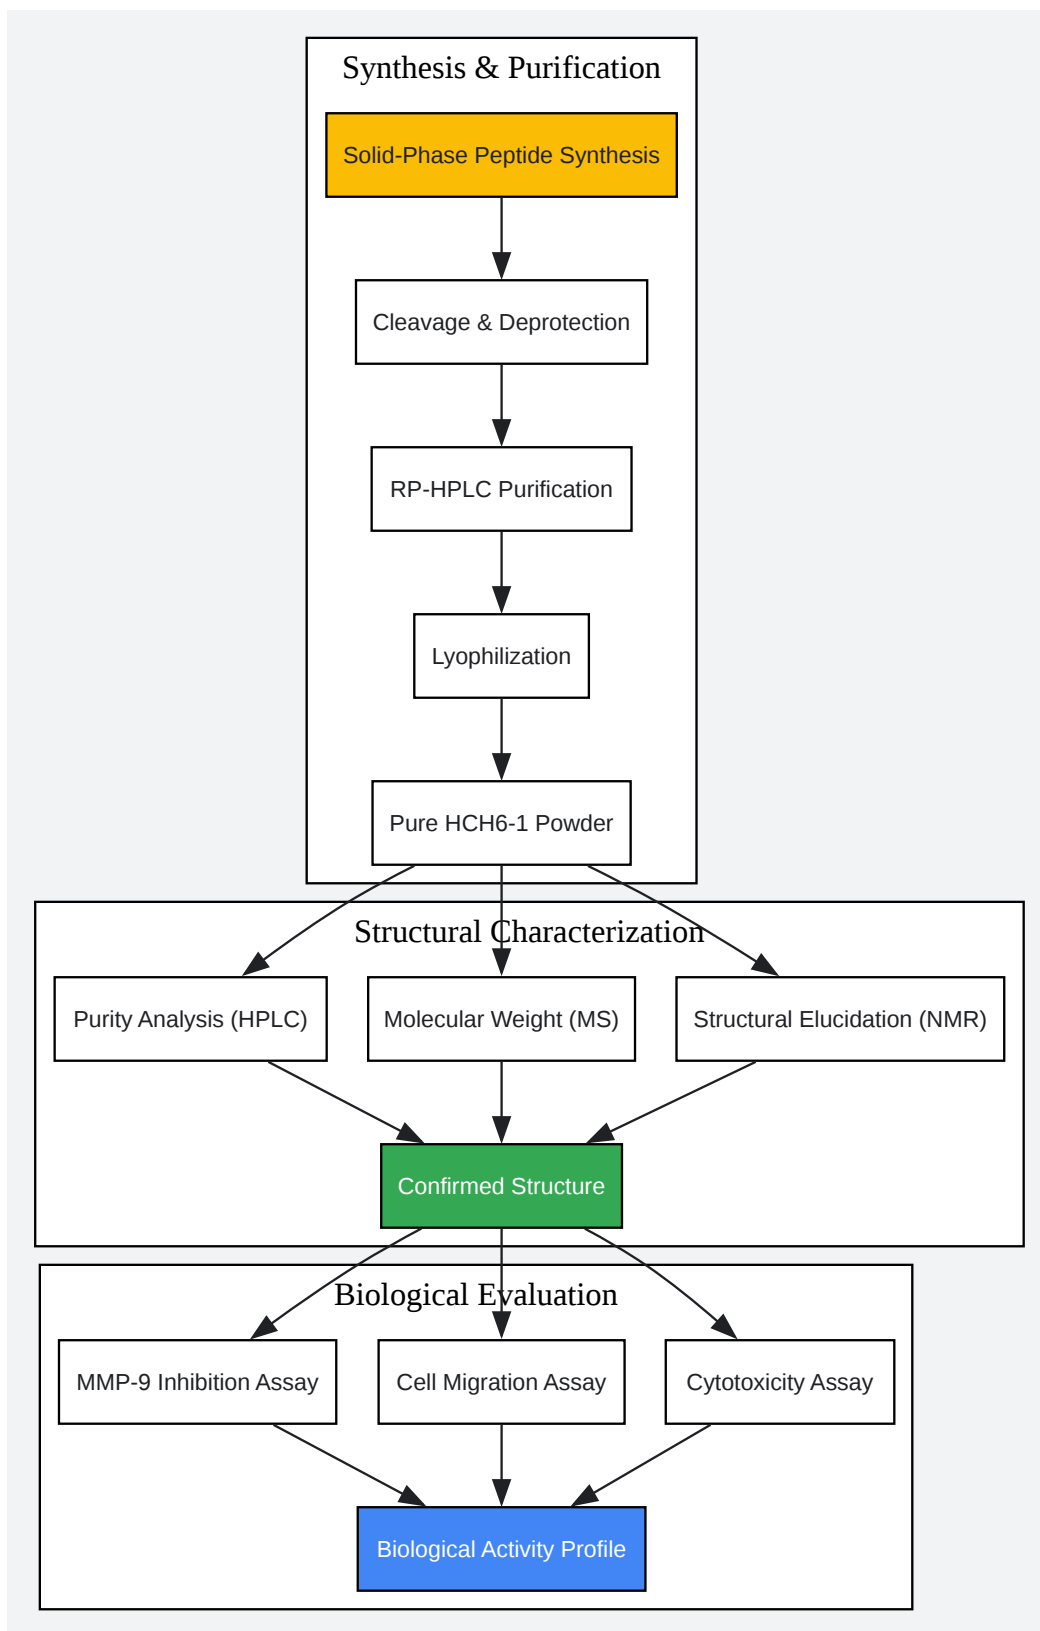 Synthesis & Purification
Solid-Phase Peptide Synthesis
Cleavage & Deprotection
RP-HPLC Purification
Lyophilization
Pure HCH6-1 Powder
Structural Characterization
Purity Analysis (HPLC)
Molecular Weight (MS)
Structural Elucidation (NMR)
Confirmed Structure
Biological Evaluation
MMP-9 Inhibition Assay
Cell Migration Assay
Cytotoxicity Assay
Biological Activity Profile